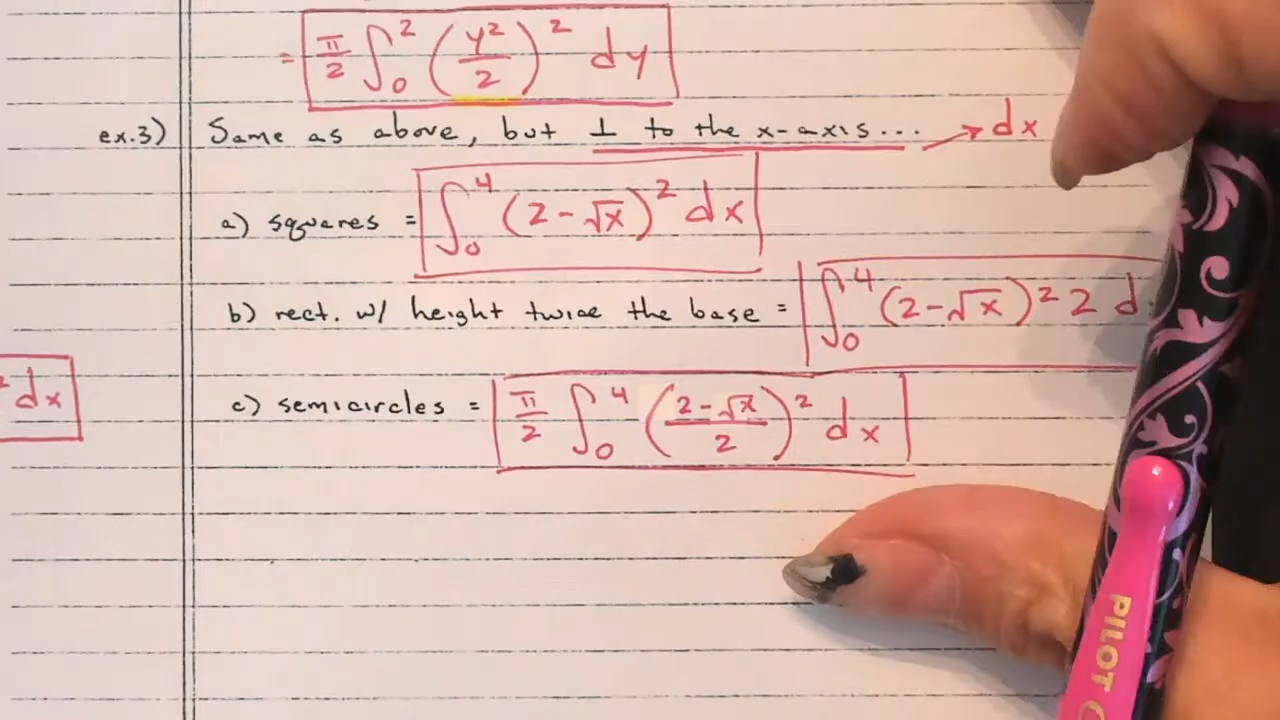 = π/2 ∫₀² (y²/2)² dy
ex.3) Same as above, but ⊥ to the x-axis... → dx
a) squares = ∫₀⁴ (2-√x)² dx
b) rect. w/ height twice the base = ∫₀⁴ (2-√x)² 2 d
² dx
c) semicircles = π/2 ∫₀⁴ ((2-√x)/2)² dx
PILOT G